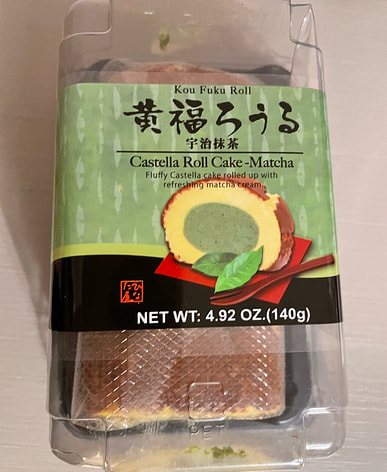 Kou Fuku Roll
黄福ろうる
宇治抹茶
Castella Roll Cake -Matcha
Fluffy Castella cake rolled up with
refreshing matcha cream.
NET WT: 4.92 OZ.(140g)
PET